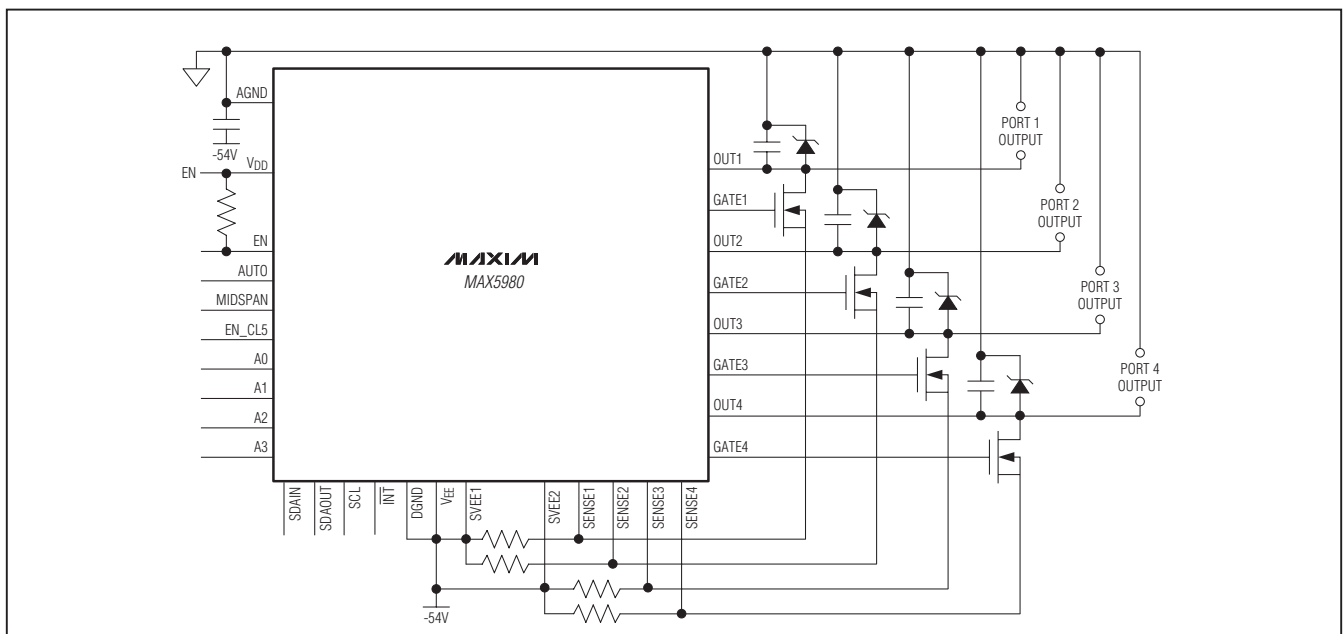 AGND
-54V
EN
VDD
EN
AUTO
MIDSPAN
EN_CL5
A0
A1
A2
A3
MAXIM
MAX5980
OUT1
GATE1
OUT2
GATE2
OUT3
GATE3
OUT4
GATE4
PORT 1
OUTPUT
PORT 2
OUTPUT
PORT 3
OUTPUT
PORT 4
OUTPUT
SDAIN
SDAOUT
SCL
INT
DGND
VEE
SVEE1
SVEE2
SENSE1
SENSE2
SENSE3
SENSE4
-54V